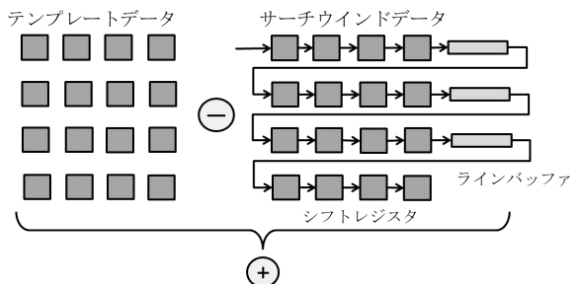 テンプレートデータ
サーチウインドデータ
−
ラインバッファ
シフトレジスタ
+